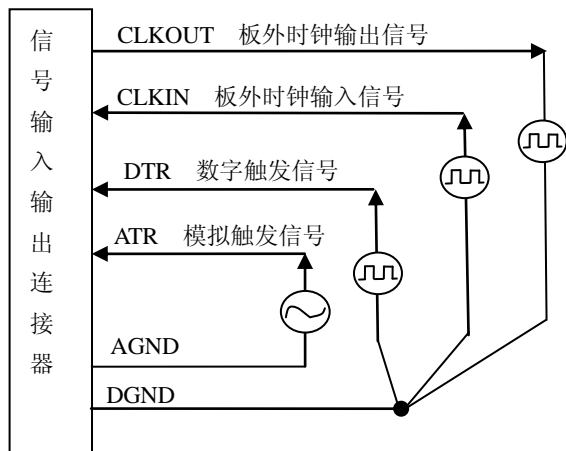 信号输入输出连接器
CLKOUT 板外时钟输出信号
CLKIN 板外时钟输入信号
DTR 数字触发信号
ATR 模拟触发信号
AGND
DGND